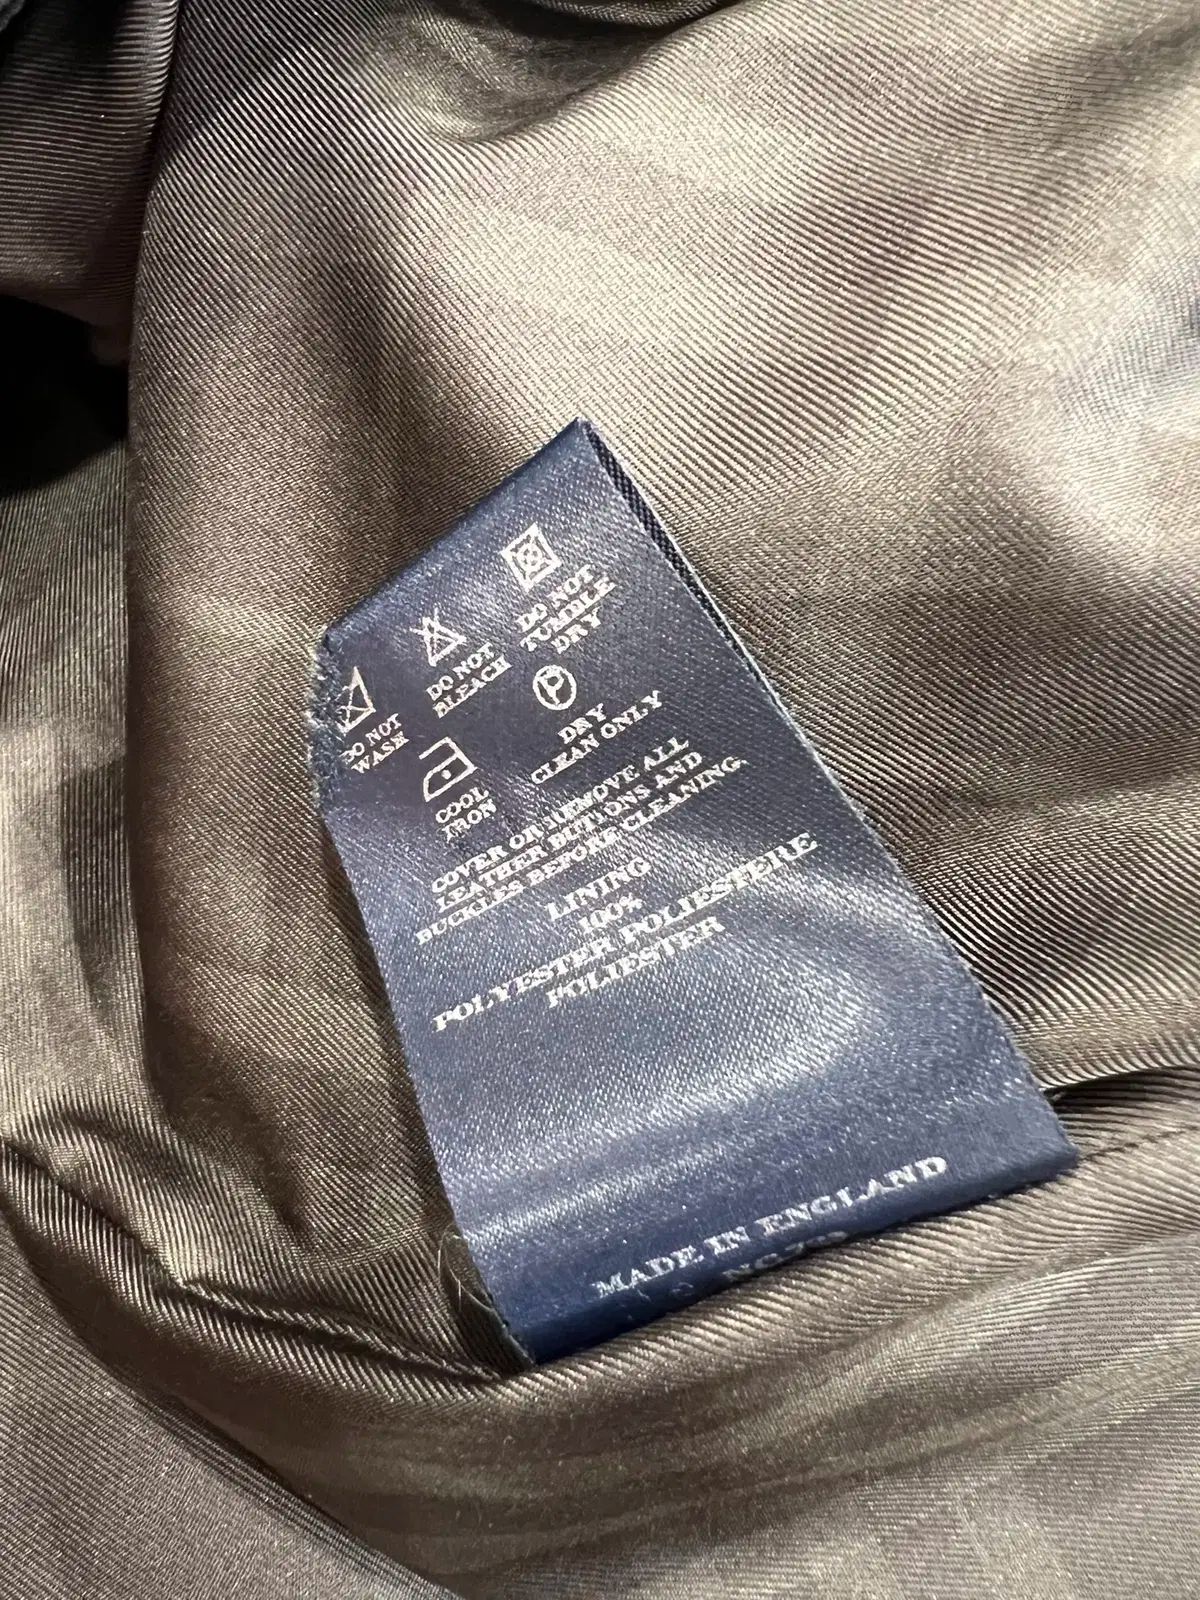 DO NOT
WASH
DO NOT
BLEACH
DO NOT
TUMBLE
DRY
COOL
IRON
P
DRY
CLEAN ONLY
COVER OR REMOVE ALL
LEATHER BUTTONS AND
BUCKLES BEFORE CLEANING.
LINING
100%
POLYESTER POLIESTERE
POLIESTER
MADE IN ENGLAND